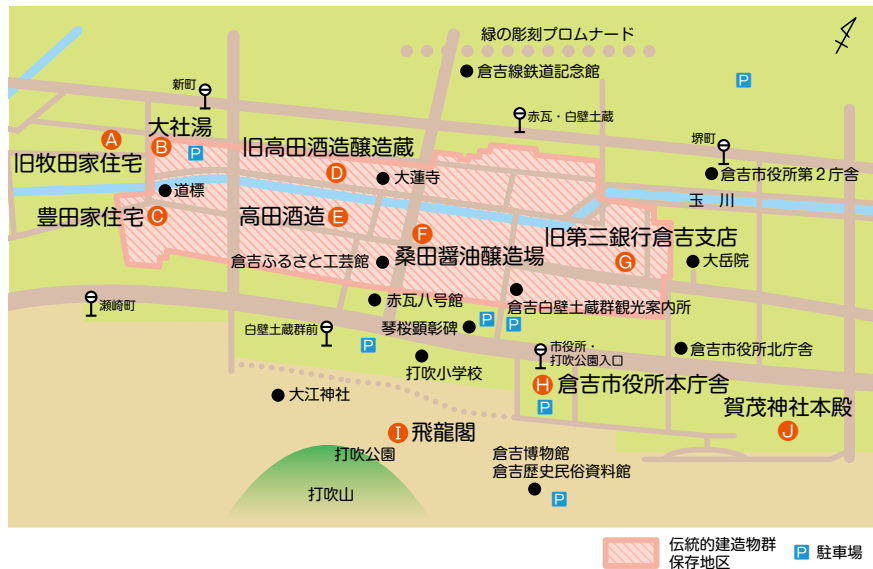 緑の彫刻プロムナード
倉吉線鉄道記念館
P
新町
赤瓦・白壁土蔵
堺町
A
旧牧田家住宅
大社湯
B
P
旧高田酒造醸造蔵
D
大蓮寺
倉吉市役所第2庁舎
道標
玉川
豊田家住宅
C
高田酒造
E
F
桑田醤油醸造場
旧第三銀行倉吉支店
G
大岳院
倉吉ふるさと工芸館
瀬崎町
赤瓦八号館
倉吉白壁土蔵群観光案内所
白壁土蔵群前
P
琴桜顕彰碑
P
P
市役所・
打吹公園入口
倉吉市役所北庁舎
打吹小学校
H
倉吉市役所本庁舎
P
大江神社
賀茂神社本殿
J
I
飛龍閣
打吹公園
打吹山
倉吉博物館
倉吉歴史民俗資料館
P
伝統的建造物群
保存地区
P
駐車場